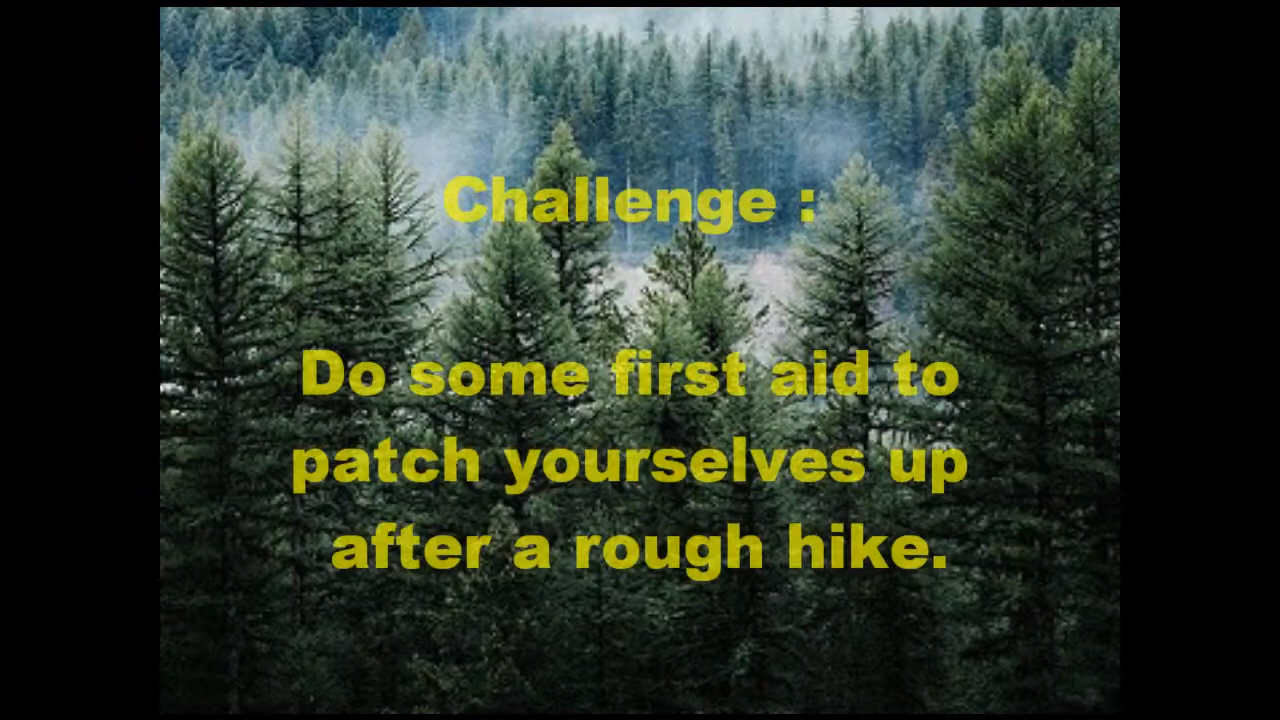 Challenge :
Do some first aid to
patch yourselves up
after a rough hike.